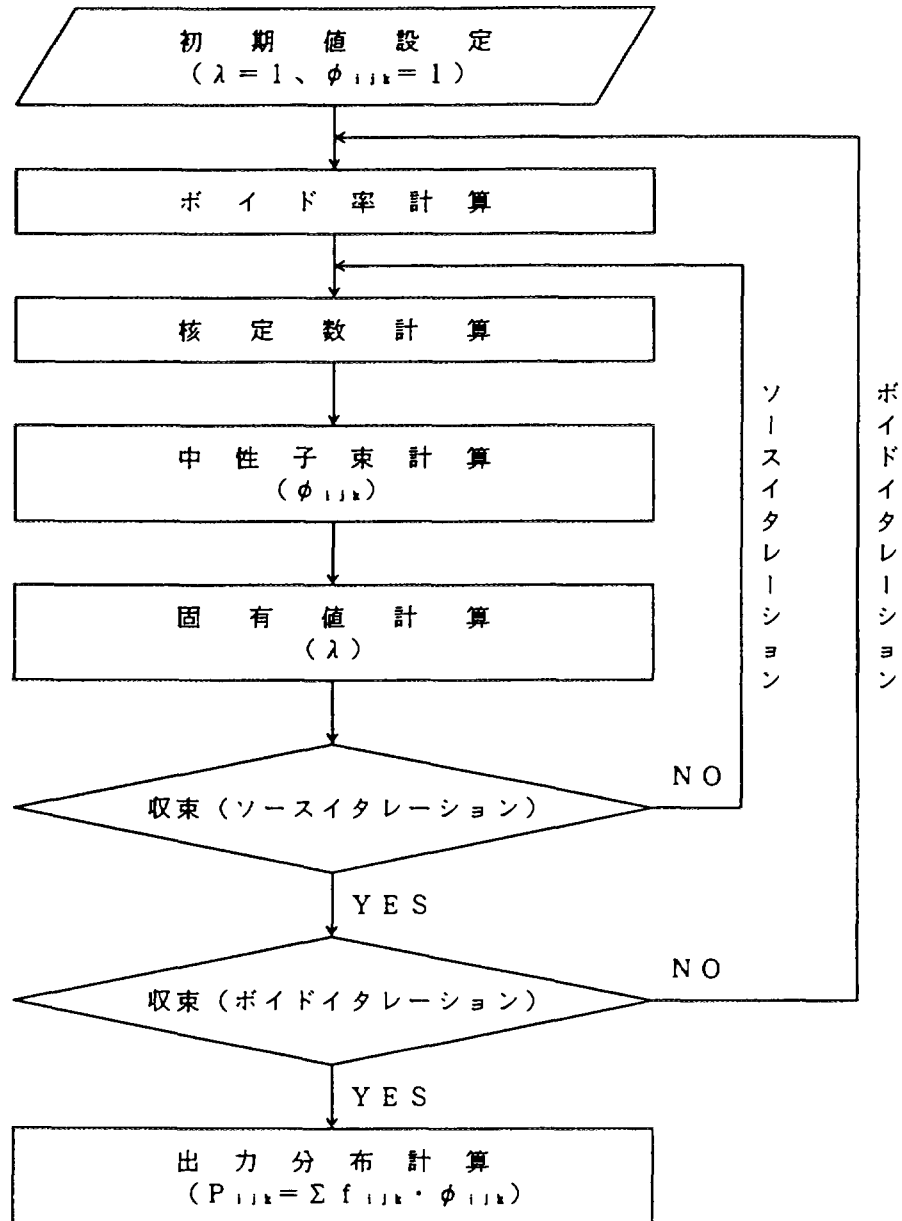 初期値設定
（λ＝1、φijk＝1）
ボイド率計算
核定数計算
中性子束計算
（φijk）
固有値計算
（λ）
収束（ソースイタレーション）
NO
YES
収束（ボイドイタレーション）
NO
YES
出力分布計算
（Pijk＝Σfijk・φijk）
ソースイタレーション
ボイドイタレーション